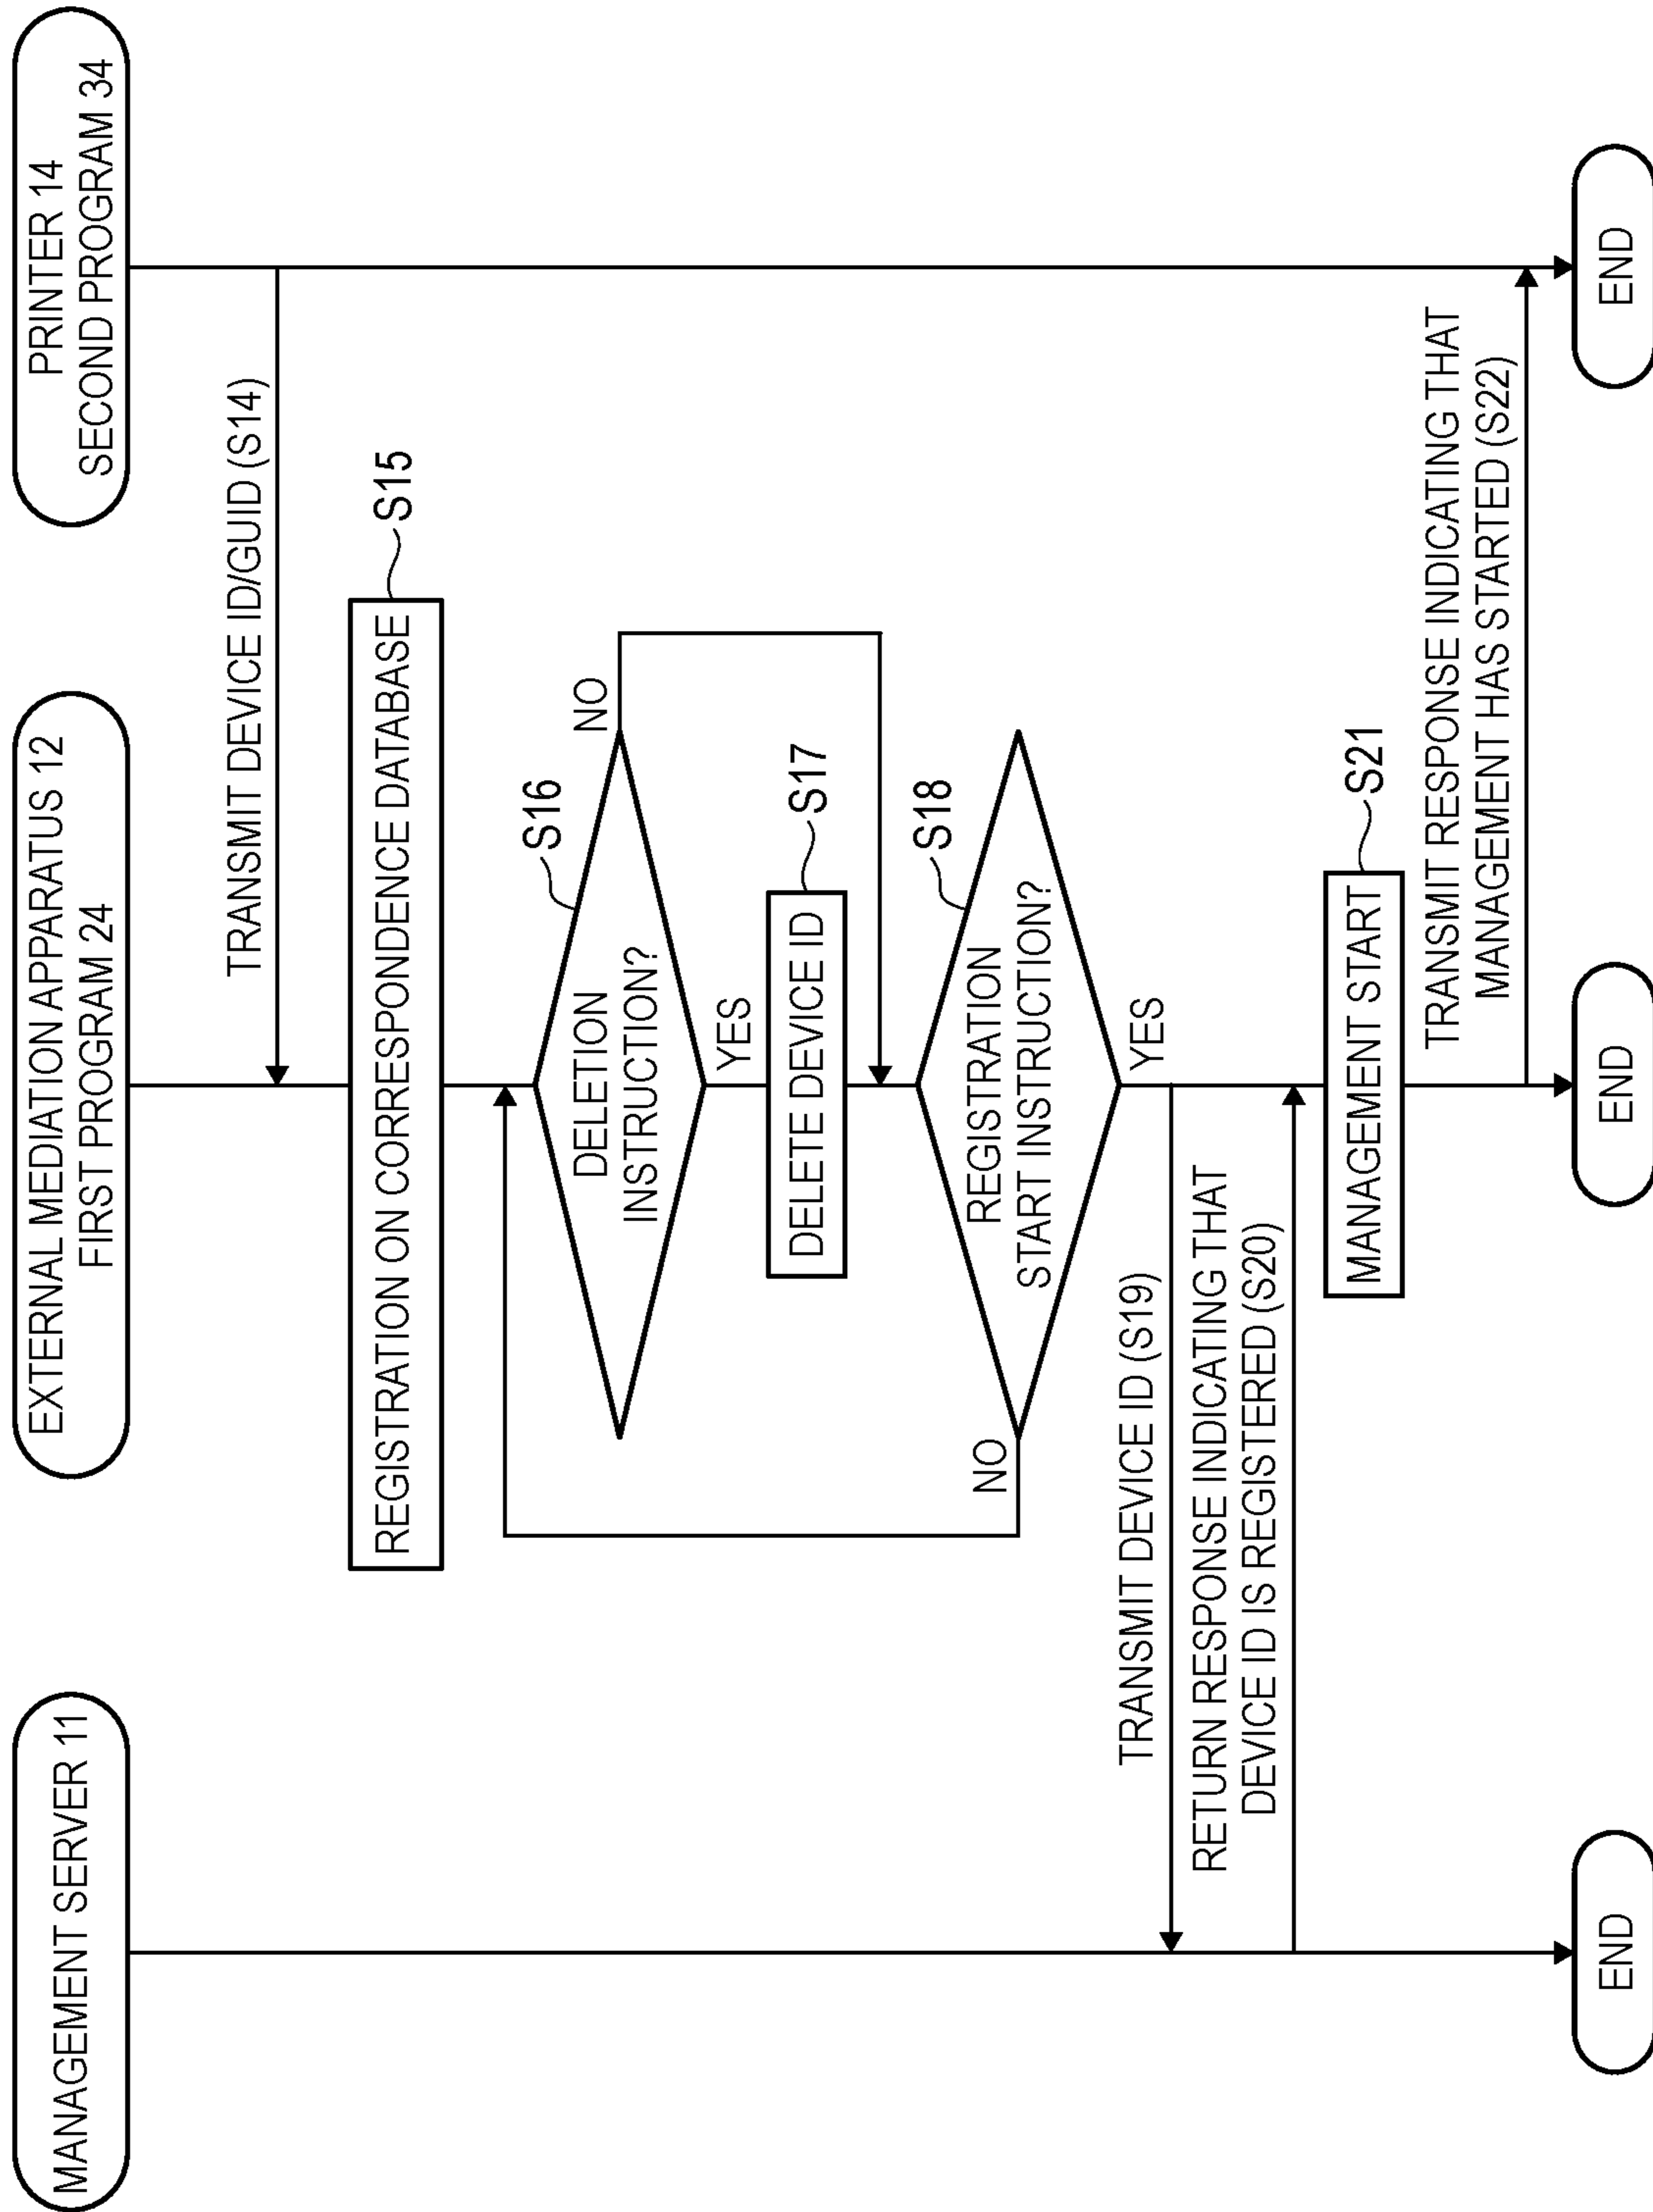 MANAGEMENT SERVER 11
EXTERNAL MEDIATION APPARATUS 12
FIRST PROGRAM 24
PRINTER 14
SECOND PROGRAM 34
TRANSMIT DEVICE ID/GUID (S14)
REGISTRATION ON CORRESPONDENCE DATABASE
S15
DELETION
INSTRUCTION?
S16
NO
YES
DELETE DEVICE ID
S17
REGISTRATION
START INSTRUCTION?
S18
NO
YES
TRANSMIT DEVICE ID (S19)
RETURN RESPONSE INDICATING THAT
DEVICE ID IS REGISTERED (S20)
MANAGEMENT START
S21
TRANSMIT RESPONSE INDICATING THAT
MANAGEMENT HAS STARTED (S22)
END
END
END